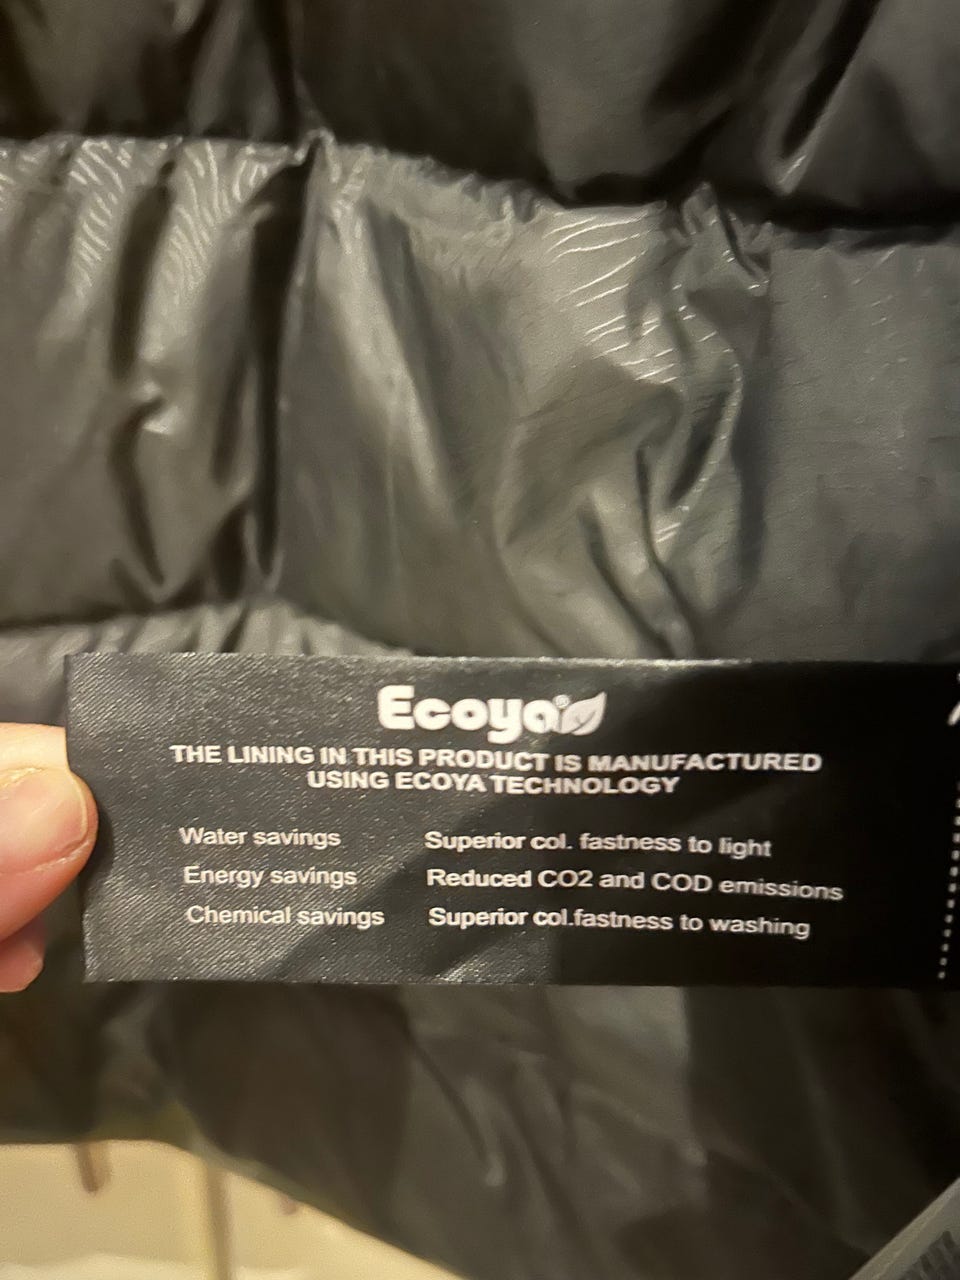 Ecoya®
THE LINING IN THIS PRODUCT IS MANUFACTURED
USING ECOYA TECHNOLOGY
Water savings Superior col. fastness to light
Energy savings Reduced CO2 and COD emissions
Chemical savings Superior col.fastness to washing